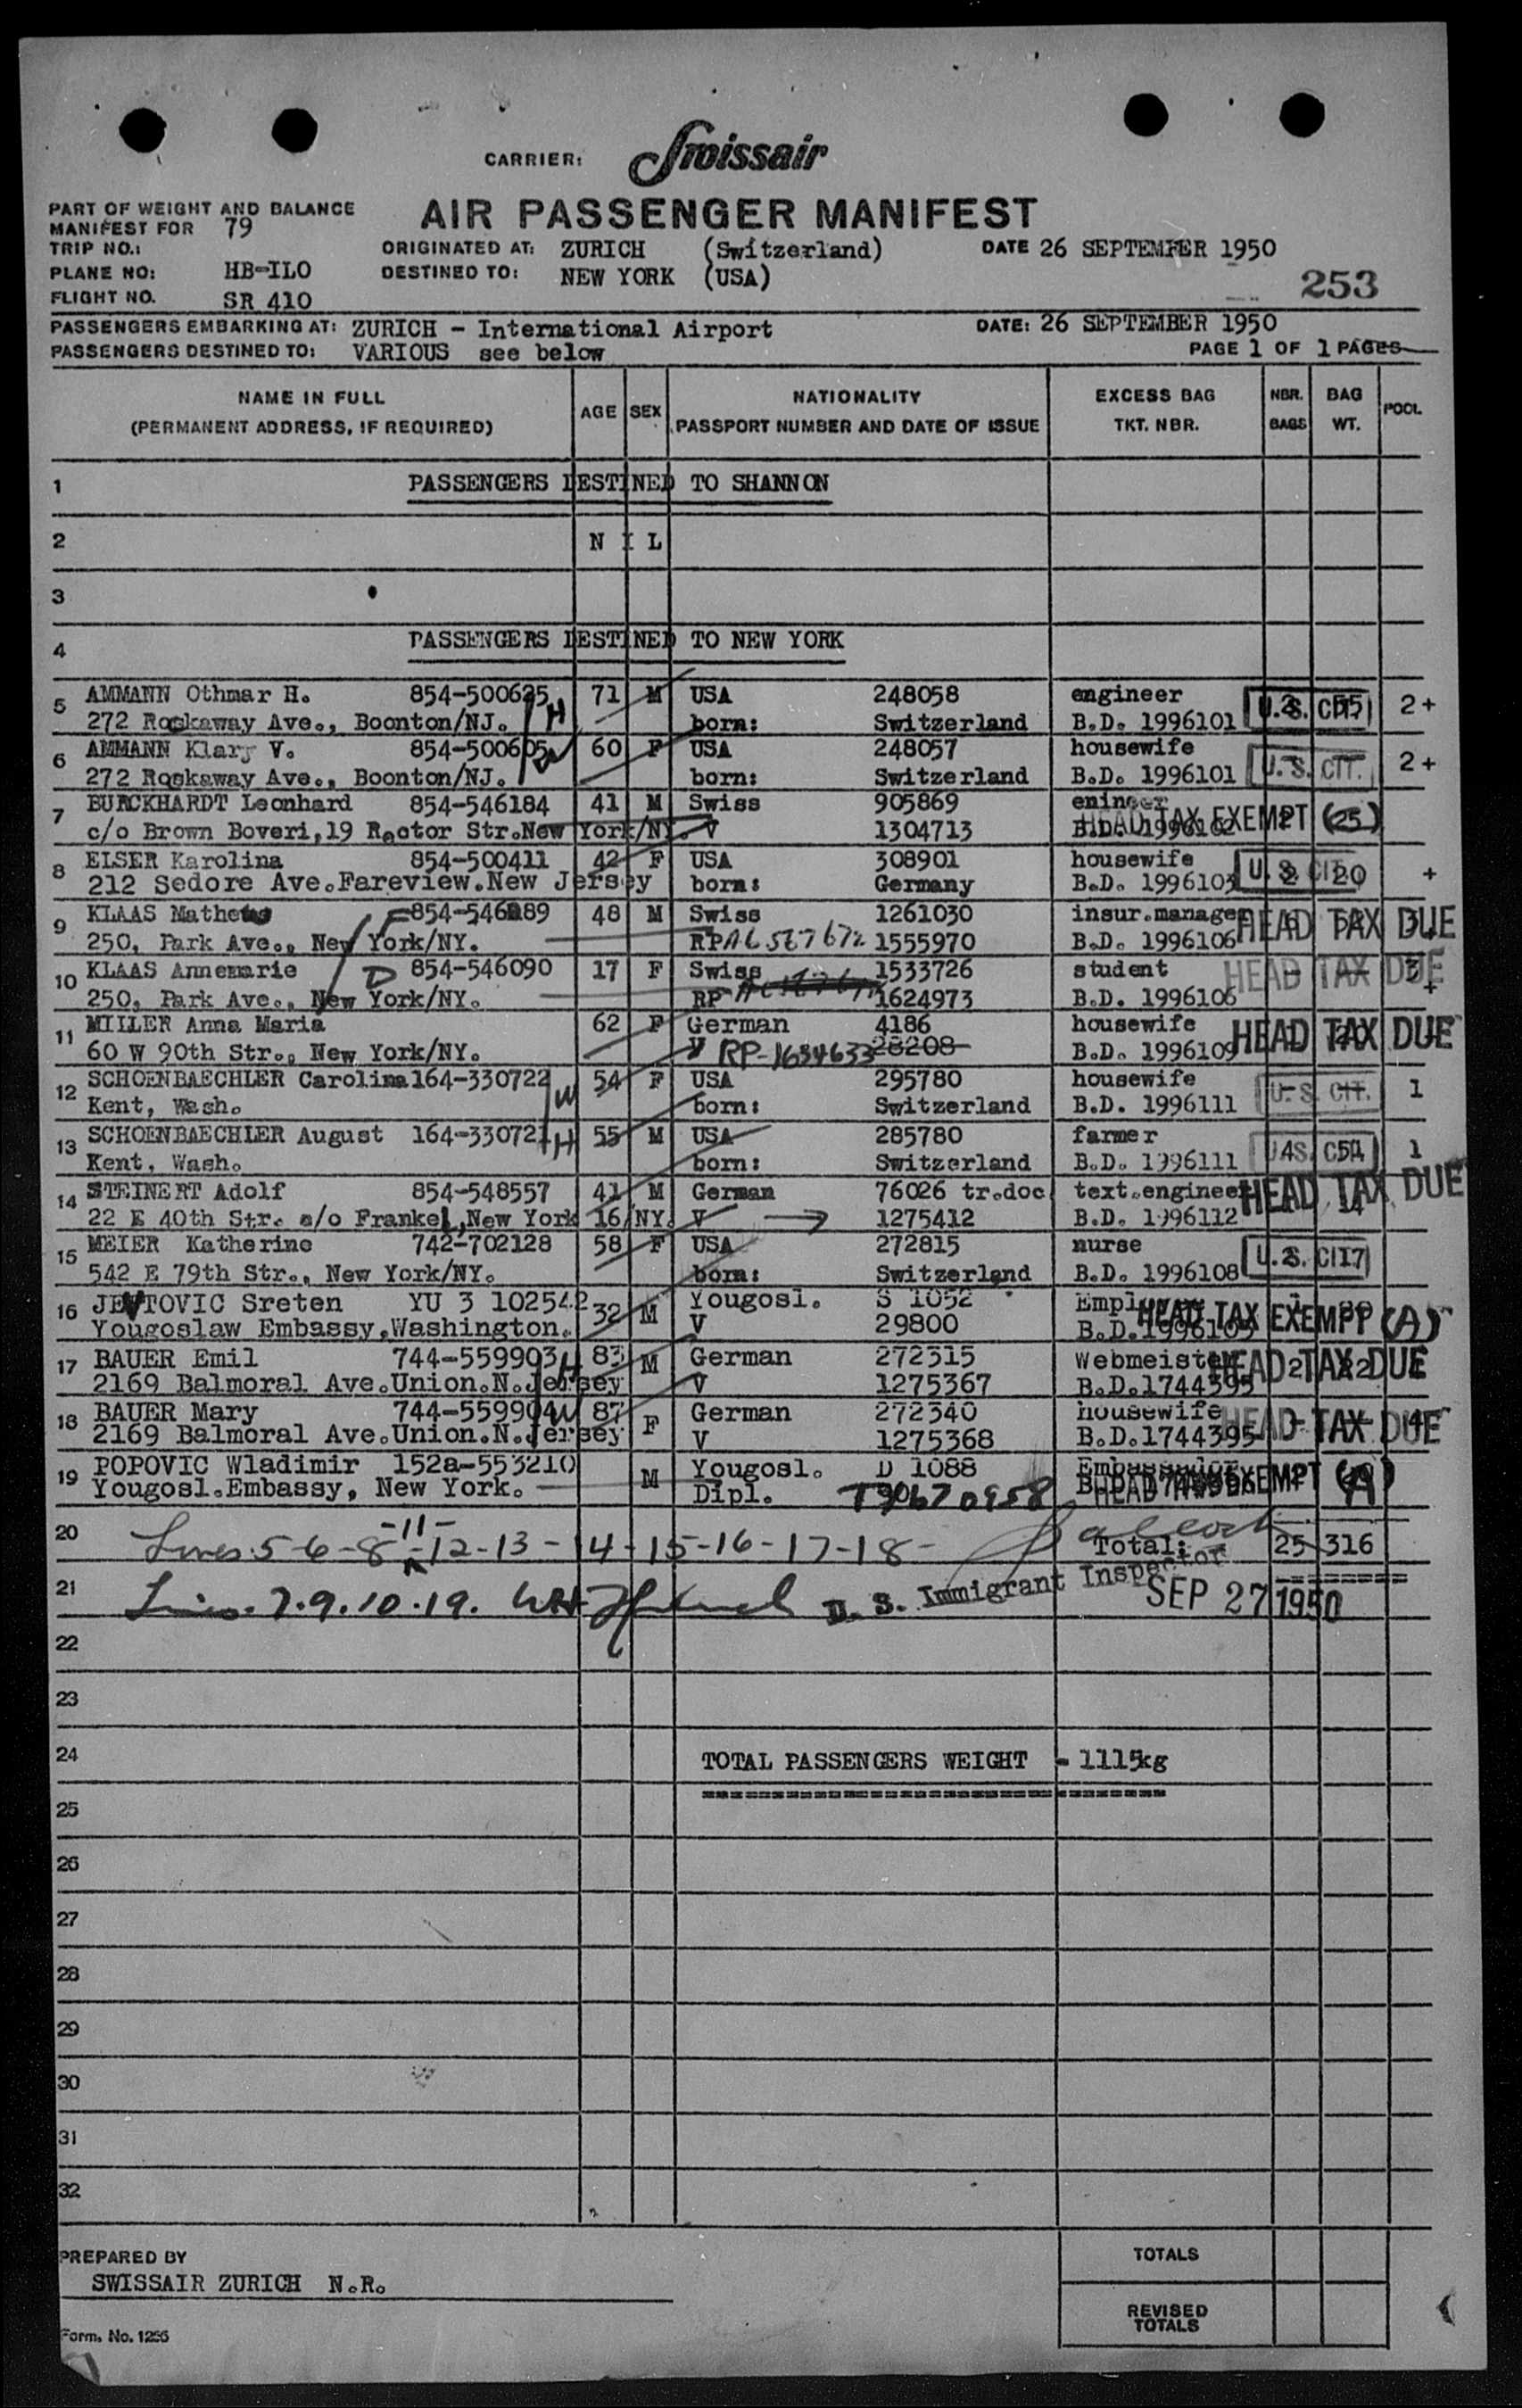 CARRIER: Swissair
AIR PASSENGER MANIFEST
PART OF WEIGHT AND BALANCE
MANIFEST FOR 79
TRIP NO.:
ORIGINATED AT: ZURICH (Switzerland) DATE 26 SEPTEMBER 1950
PLANE NO: HB-ILO DESTINED TO: NEW YORK (USA)
253
FLIGHT NO. SR 410
PASSENGERS EMBARKING AT: ZURICH - International Airport DATE: 26 SEPTEMBER 1950
PASSENGERS DESTINED TO: VARIOUS see below PAGE 1 OF 1 PAGES
NAME IN FULL AGE SEX NATIONALITY EXCESS BAG NBR. BAG POOL
(PERMANENT ADDRESS, IF REQUIRED) PASSPORT NUMBER AND DATE OF ISSUE TKT. NBR. BAGS WT.
1 PASSENGERS DESTINED TO SHANNON
2 N I L
3
4 PASSENGERS DESTINED TO NEW YORK
5 AMMANN Othmar H. 854-500625 H 71 M USA 248058 engineer U.S. CIT. 2+
272 Rockaway Ave., Boonton/NJ. born: Switzerland B.D. 1996101
6 AMMANN Klary V. 854-500605 60 F USA 248057 housewife U.S. CIT. 2+
272 Rockaway Ave., Boonton/NJ. born: Switzerland B.D. 1996101
7 BURCKHARDT Leonhard 854-546184 41 M Swiss 905869 enineer
c/o Brown Boveri,19 Rector Str.New York/NY. V 1304713 B.D. 1996102 HEAD TAX EXEMPT (25)
8 ELSER Karolina 854-500411 42 F USA 308901 housewife U.S. CIT. 2 20 +
212 Sedore Ave.Fareview.New Jersey born: Germany B.D. 1996103
9 KLAAS F 48 M Swiss 1261030 insur.manager HEAD TAX DUE
250, Park Ave., New York/NY. RP 1555970 B.D. 1996106
10 KLAAS Annemarie D 854-546090 17 F Swiss 1533726 student HEAD TAX DUE
250, Park Ave., New York/NY. RP 1624973 B.D. 1996106
11 MILLER Anna Maria 62 F German 4186 housewife HEAD TAX DUE
60 W 90th Str., New York/NY. V RP-1634633 28208 B.D. 1996109
12 SCHOENBAECHLER Carolina 164-330722 W 54 F USA 295780 housewife U.S. CIT. 1
Kent, Wash. born: Switzerland B.D. 1996111
13 SCHOENBAECHLER August 164-330721 H 55 M USA 285780 farmer U.S. CIT. 1
Kent, Wash. born: Switzerland B.D. 1996111
14 STEINERT Adolf 854-548557 41 M German 76026 tr.doc. text.engineer HEAD TAX DUE
22 E 40th Str. c/o Frankel,New York 16/NY. V 1275412 B.D. 1996112
15 MEIER Katherine 742-702128 58 F USA 272815 nurse U.S. CIT.
542 E 79th Str., New York/NY. born: Switzerland B.D. 1996108
16 JEVTOVIC Sreten YU 3 102542 32 M Yougosl. S 1052 HEAD TAX EXEMPT (A)
Yougoslaw Embassy,Washington. V 29800 B.D.1996105
17 BAUER Emil 744-559903 H 83 M German 272315 Webmeister HEAD TAX DUE
2169 Balmoral Ave.Union.N.Jersey V 1275367 B.D.1744395
18 BAUER Mary 744-559904 W 87 F German 272340 housewife HEAD TAX DUE
2169 Balmoral Ave.Union.N.Jersey V 1275368 B.D.1744395
19 POPOVIC Wladimir 152a-553210 M Yougosl. D 1088 Embassador HEAD TAX EXEMPT (A)
Yougosl.Embassy, New York. Dipl.
20 Lines 5-6-8-11-12-13-14-15-16-17-18- Total: 25 316
21 Lines. 7.9.10.19. U. S. Immigrant Inspector SEP 27 1950
22
23
24 TOTAL PASSENGERS WEIGHT - 1115kg
25
26
27
28
29
30
31
32
PREPARED BY TOTALS
SWISSAIR ZURICH N.R.
REVISED
TOTALS
Form. No. 1256